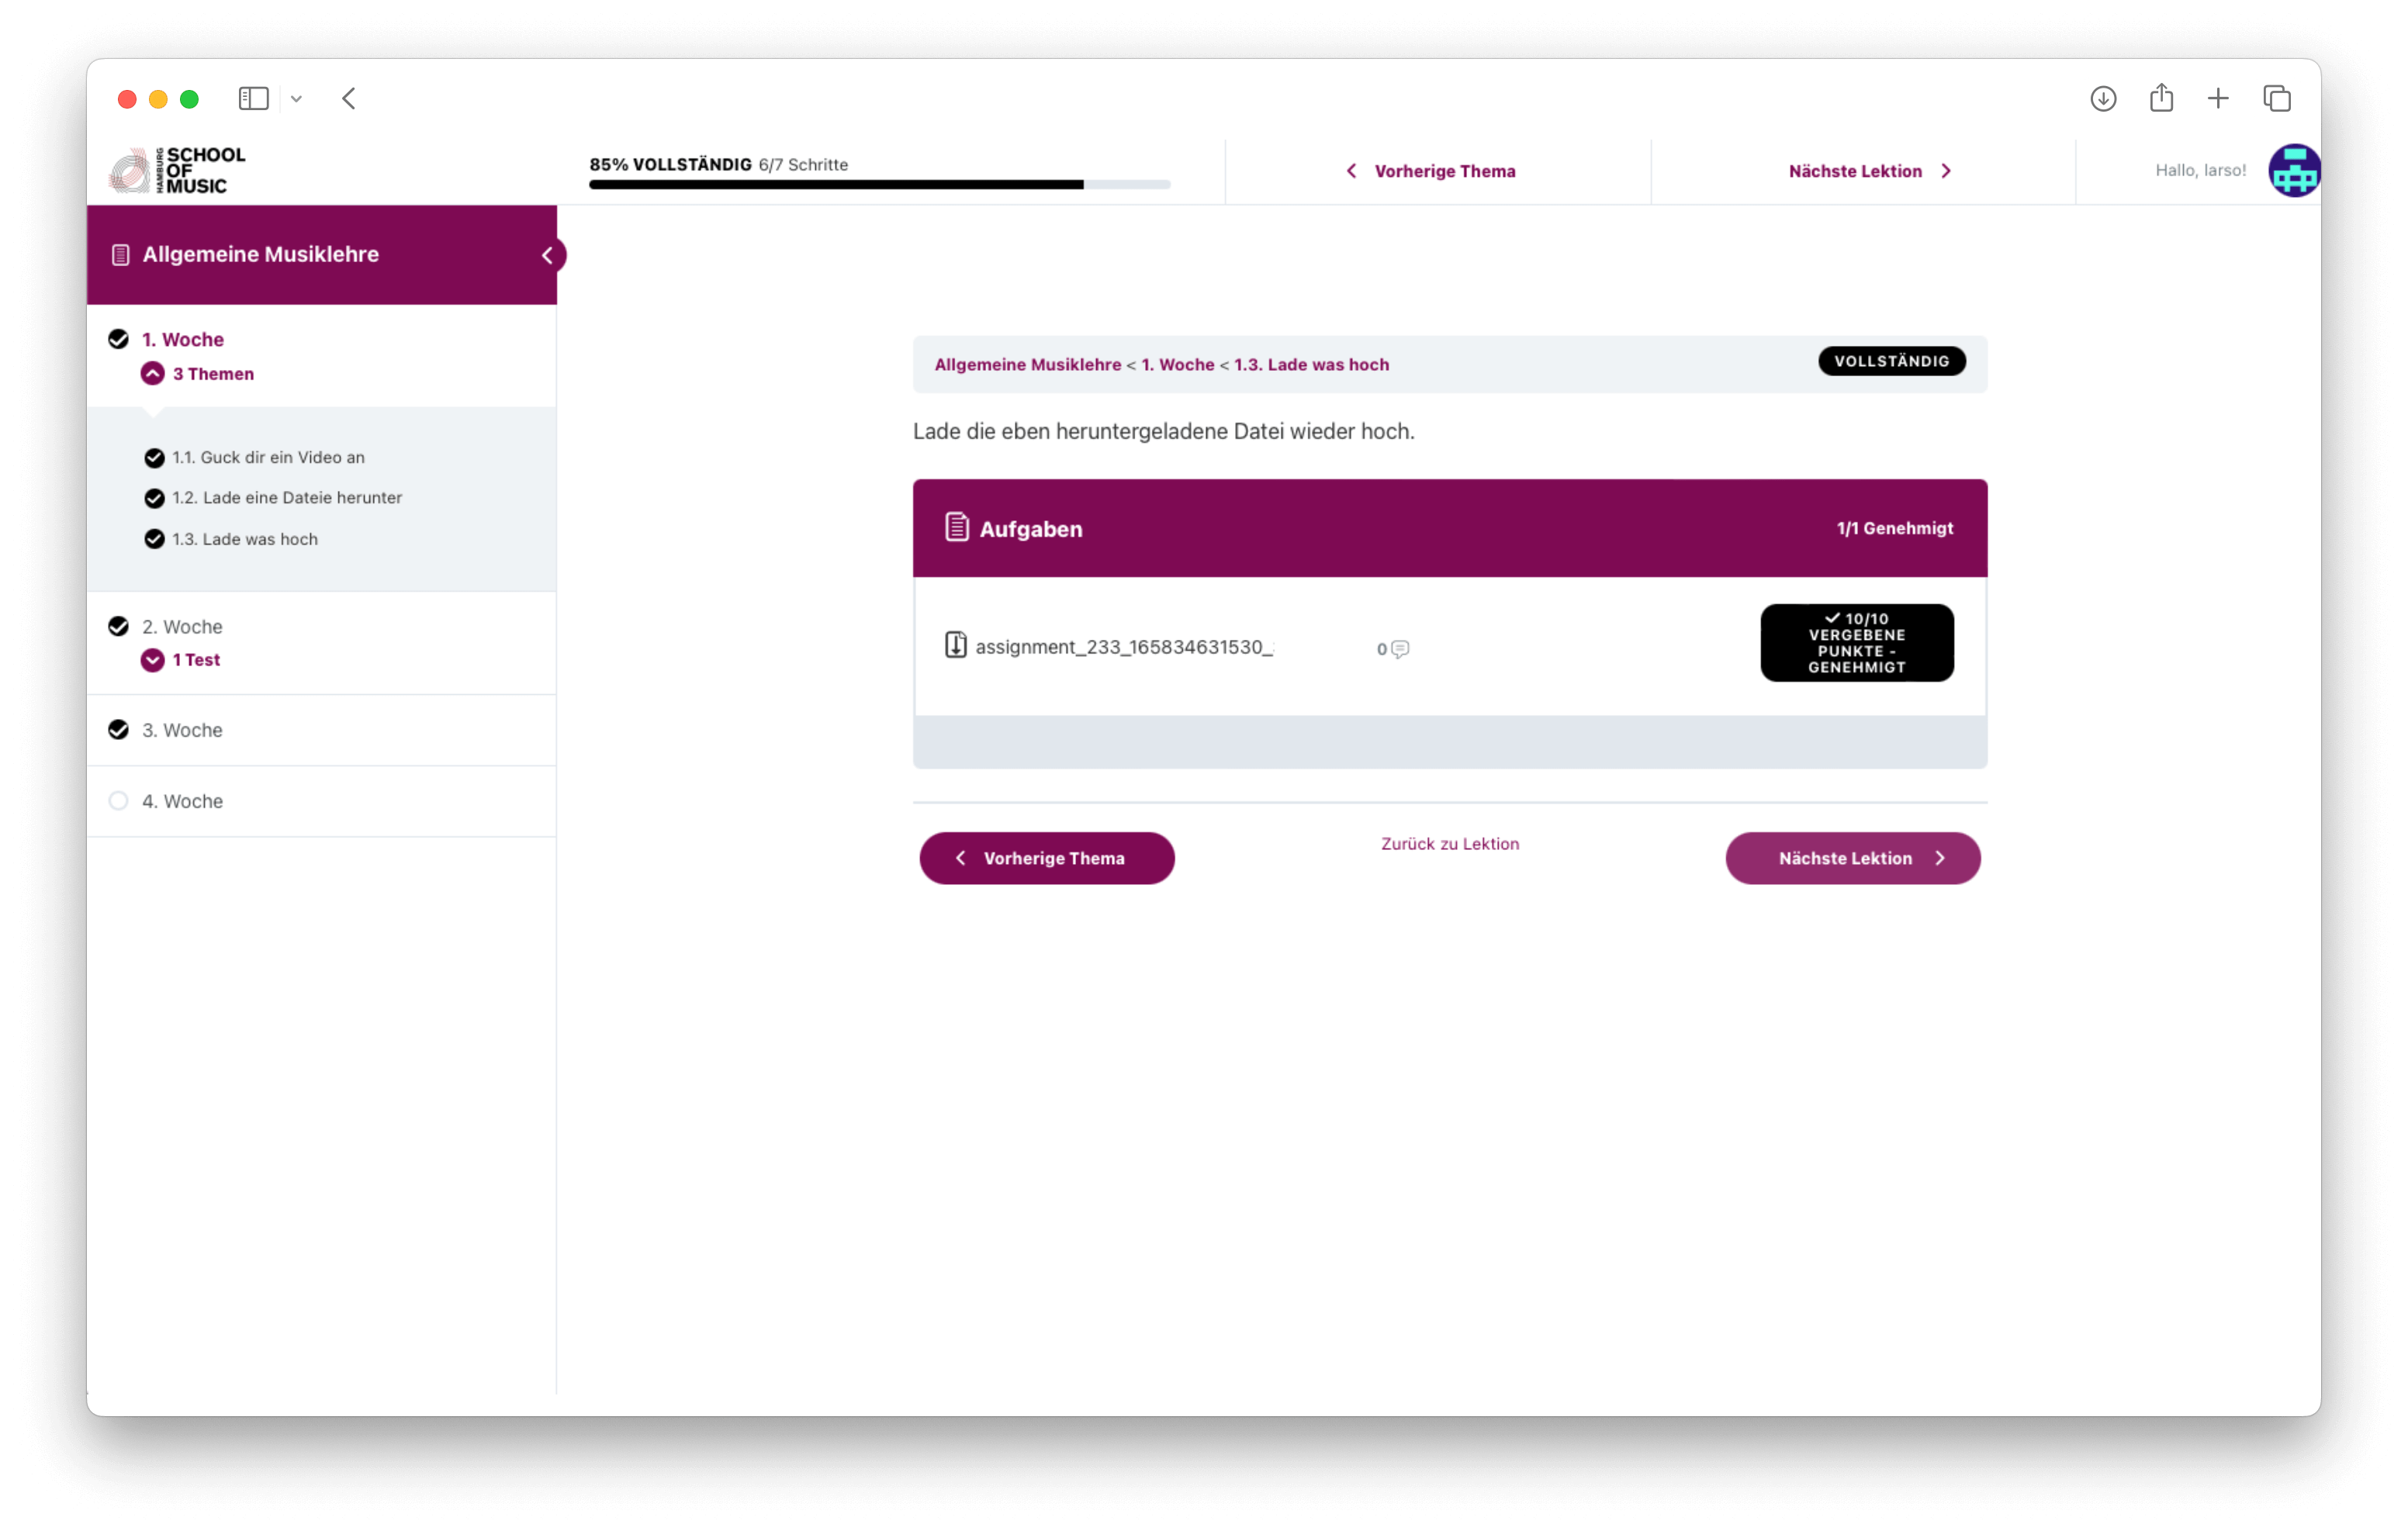 HAMBURG
SCHOOL
OF
MUSIC
85% VOLLSTÄNDIG 6/7 Schritte
Vorherige Thema
Nächste Lektion
Hallo, larso!
Allgemeine Musiklehre
1. Woche
3 Themen
1.1. Guck dir ein Video an
1.2. Lade eine Dateie herunter
1.3. Lade was hoch
2. Woche
1 Test
3. Woche
4. Woche
Allgemeine Musiklehre < 1. Woche < 1.3. Lade was hoch
VOLLSTÄNDIG
Lade die eben heruntergeladene Datei wieder hoch.
Aufgaben
1/1 Genehmigt
assignment_233_165834631530_
0
10/10
VERGEBENE
PUNKTE -
GENEHMIGT
Vorherige Thema
Zurück zu Lektion
Nächste Lektion